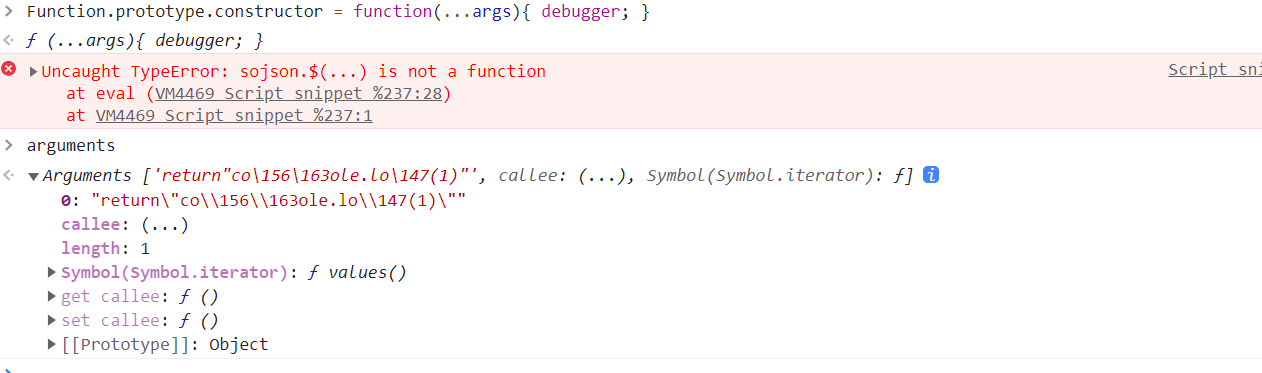 Function.prototype.constructor = function(...args){ debugger; }
ƒ (...args){ debugger; }
Uncaught TypeError: sojson.$(...) is not a function Script sni
at eval (VM4469 Script snippet %237:28)
at VM4469 Script snippet %237:1
arguments
Arguments ['return"co\156\163ole.lo\147(1)"', callee: (...), Symbol(Symbol.iterator): ƒ] i
0: "return\"co\\156\\163ole.lo\\147(1)\""
callee: (...)
length: 1
Symbol(Symbol.iterator): ƒ values()
get callee: ƒ ()
set callee: ƒ ()
[[Prototype]]: Object